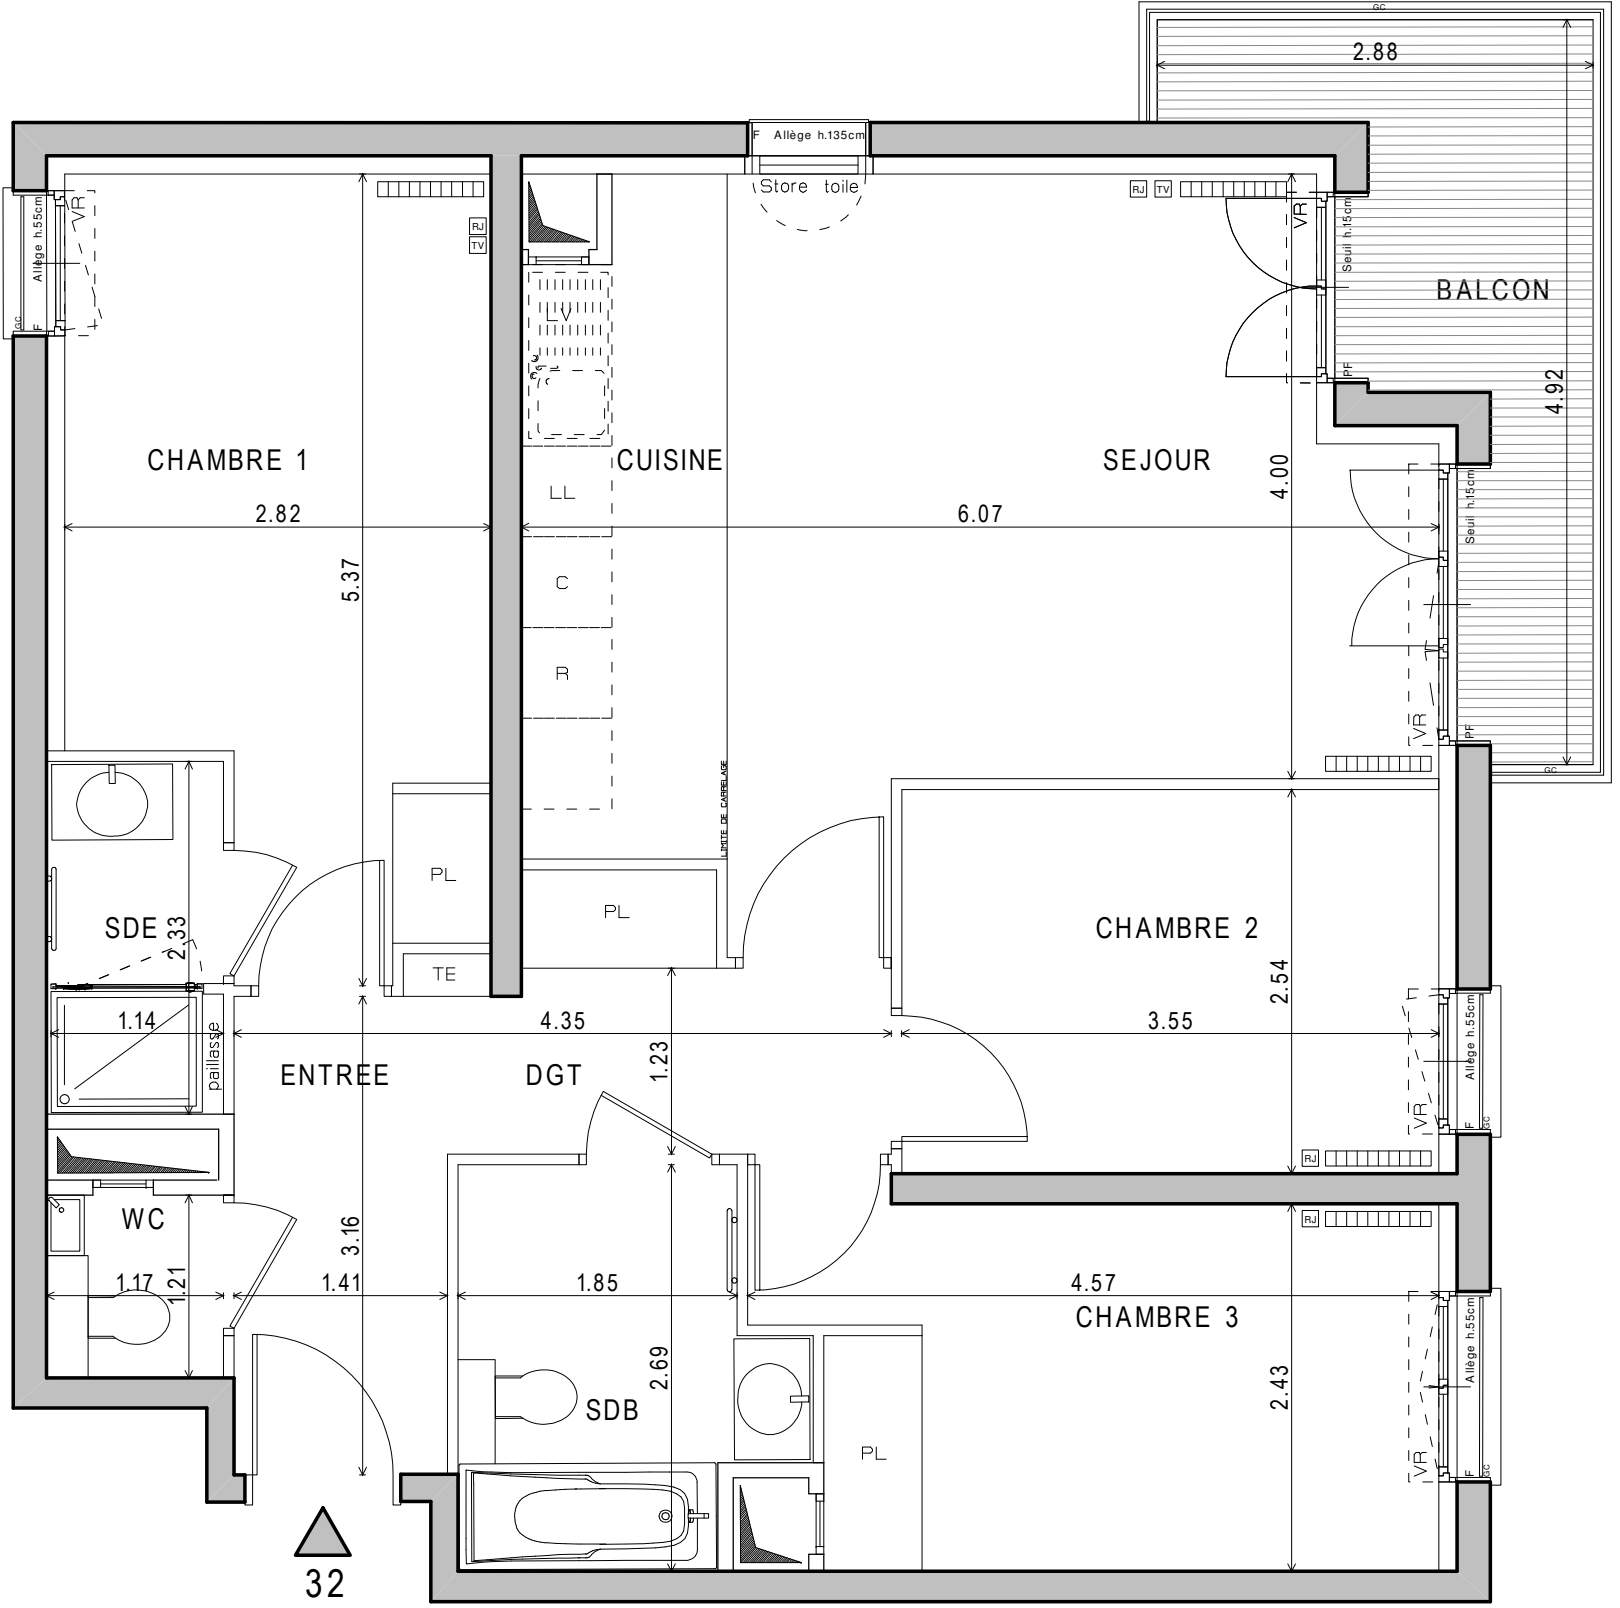 GC
2.88
F Allège h.135cm
Store toile
VR
Allège h.55cm
GC
F
RJ
TV
RJ
TV
VR
Seuil h.15cm
PF
BALCON
4.92
LV
CHAMBRE 1
CUISINE
SEJOUR
4.00
2.82
6.07
LL
Seuil h.15cm
5.37
C
R
VR
PF
GC
LIMITE DE CARRELAGE
PL
PL
SDE
2.33
CHAMBRE 2
TE
2.54
1.14
4.35
3.55
paillasse
1.23
ENTREE
DGT
Allège h.55cm
VR
F
GC
RJ
WC
RJ
3.16
1.17
1.21
1.41
1.85
4.57
CHAMBRE 3
Allège h.55cm
2.69
2.43
SDB
PL
VR
F
GC
32